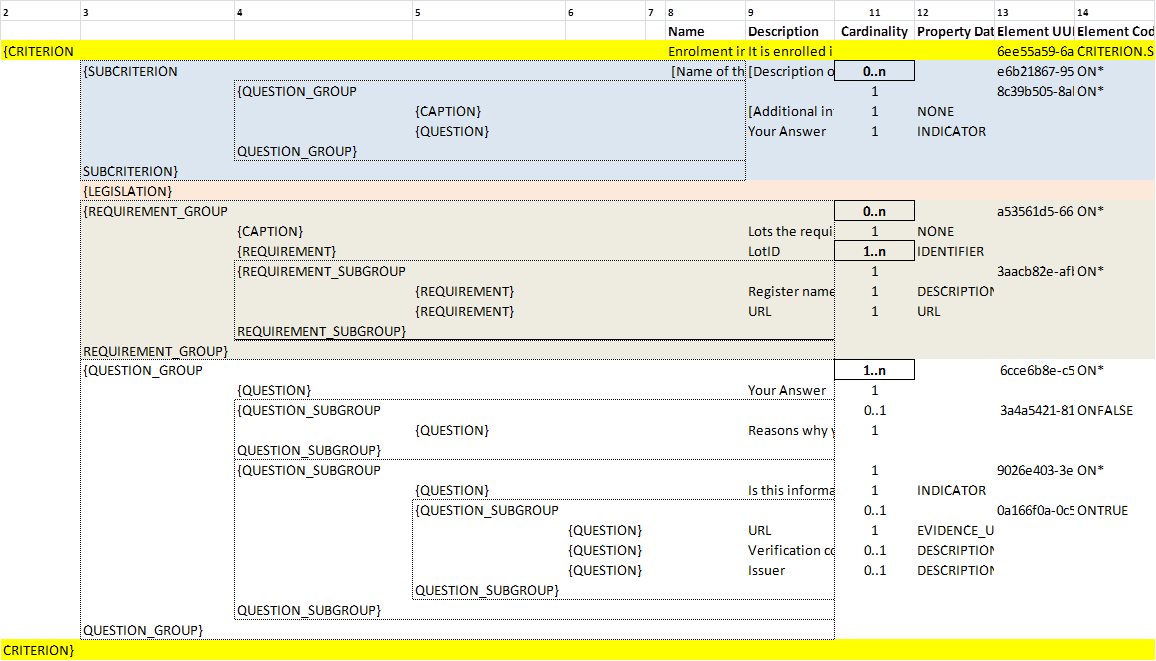 2 3 4 5 6 7 8 9 11 12 13 14
Name Description Cardinality Property Dat Element UUI Element Cod
{CRITERION Enrolment in It is enrolled i 6ee55a59-6a CRITERION.S
{SUBCRITERION [Name of th [Description o 0..n e6b21867-95 ON*
{QUESTION_GROUP 1 8c39b505-8al ON*
{CAPTION} [Additional in 1 NONE
{QUESTION} Your Answer 1 INDICATOR
QUESTION_GROUP}
SUBCRITERION}
{LEGISLATION}
{REQUIREMENT_GROUP 0..n a53561d5-66 ON*
{CAPTION} Lots the requi 1 NONE
{REQUIREMENT} LotID 1..n IDENTIFIER
{REQUIREMENT_SUBGROUP 1 3aacb82e-afl ON*
{REQUIREMENT} Register name 1 DESCRIPTION
{REQUIREMENT} URL 1 URL
REQUIREMENT_SUBGROUP}
REQUIREMENT_GROUP}
{QUESTION_GROUP 1..n 6cce6b8e-c5 ON*
{QUESTION} Your Answer 1
{QUESTION_SUBGROUP 0..1 3a4a5421-81 ONFALSE
{QUESTION} Reasons why y 1
QUESTION_SUBGROUP}
{QUESTION_SUBGROUP 1 9026e403-3e ON*
{QUESTION} Is this informa 1 INDICATOR
{QUESTION_SUBGROUP 0..1 0a166f0a-0c5 ONTRUE
{QUESTION} URL 1 EVIDENCE_U
{QUESTION} Verification co 0..1 DESCRIPTION
{QUESTION} Issuer 0..1 DESCRIPTION
QUESTION_SUBGROUP}
QUESTION_SUBGROUP}
QUESTION_GROUP}
CRITERION}